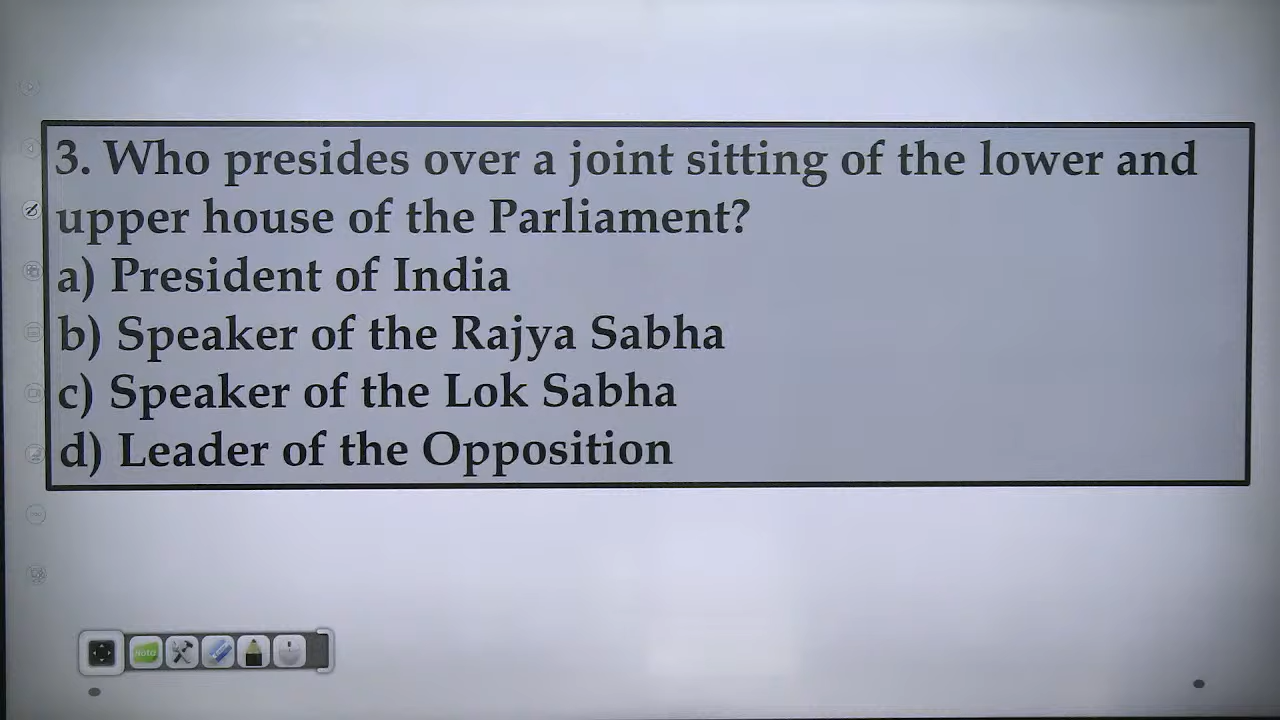 3. Who presides over a joint sitting of the lower and
upper house of the Parliament?
a) President of India
b) Speaker of the Rajya Sabha
c) Speaker of the Lok Sabha
d) Leader of the Opposition
Note